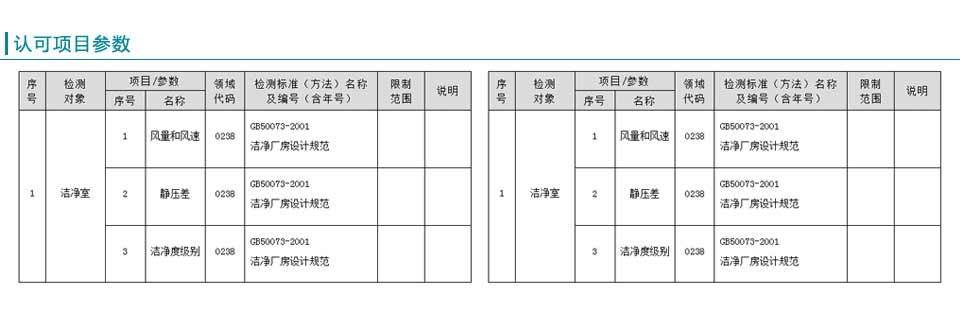 认可项目参数
序号 检测对象 项目/参数 领域代码 检测标准（方法）名称及编号（含年号） 限制范围 说明
序号 名称
1 洁净室 1 风量和风速 0238 GB50073-2001 洁净厂房设计规范
2 静压差 0238 GB50073-2001 洁净厂房设计规范
3 洁净度级别 0238 GB50073-2001 洁净厂房设计规范
序号 检测对象 项目/参数 领域代码 检测标准（方法）名称及编号（含年号） 限制范围 说明
序号 名称
1 洁净室 1 风量和风速 0238 GB50073-2001 洁净厂房设计规范
2 静压差 0238 GB50073-2001 洁净厂房设计规范
3 洁净度级别 0238 GB50073-2001 洁净厂房设计规范